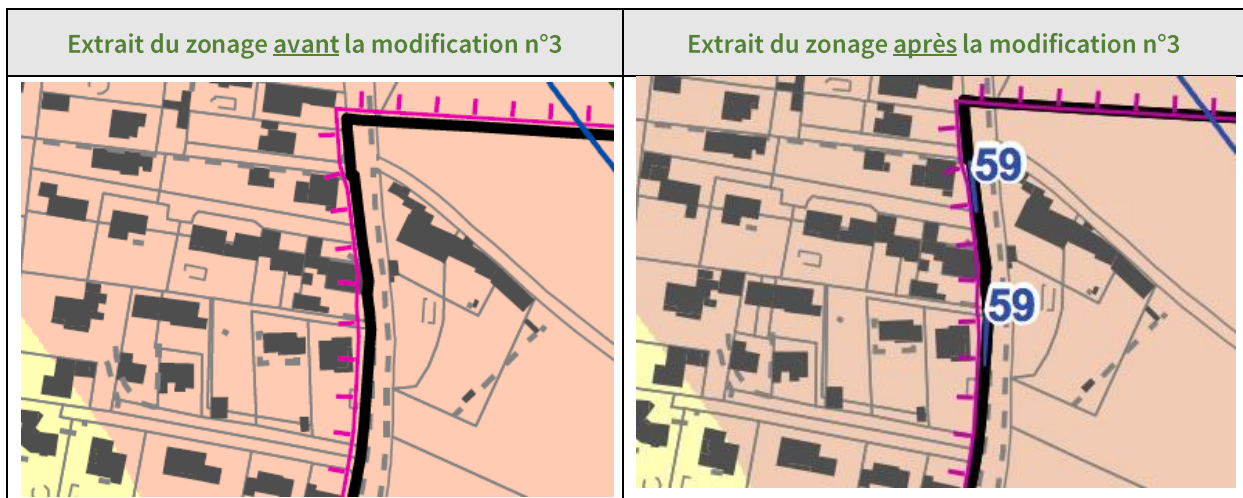 Extrait du zonage avant la modification n°3
Extrait du zonage après la modification n°3
59
59